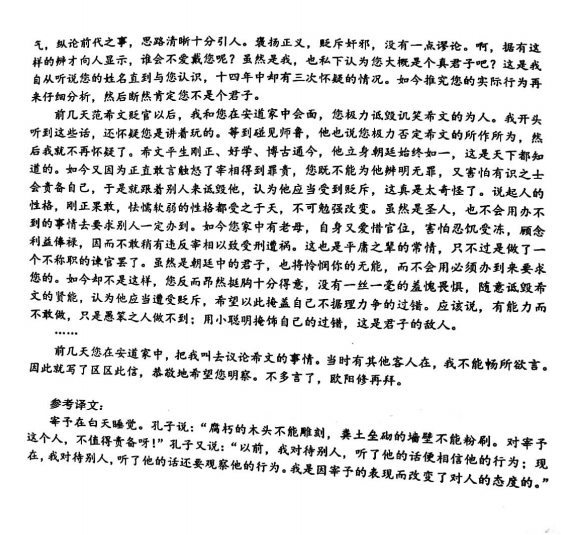 气，纵论前代之事，思路清晰十分引人。褒扬正义，贬斥奸邪，没有一点谬论。啊，据有这
样的辩才向人显示，谁会不爱戴您呢？虽然是我，也私下认为您大概是个真君子吧？这是我
自从听说您的姓名直到与您认识，十四年中却有三次怀疑的情况。如今推究您的实际行为再
来仔细分析，然后断然肯定您不是个君子。
前几天范希文贬官以后，我和您在安道家中会面，您极力诋毁讥笑希文的为人。我开头
听到这些话，还怀疑您是讲着玩的。等到碰见师鲁，他也说您极力否定希文的所作所为，然
后我就不再怀疑了。希文平生刚正、好学、博古通今，他立身朝廷始终如一，这是天下都知
道的。如今又因为正直敢言触怒了宰相得到罪责，您既不能为他辨明无罪，又害怕有识之士
会责备自己，于是就跟着别人来诋毁他，认为他应当受到贬斥，这真是太奇怪了。说起人的
性格，刚正果敢，怯懦软弱的性格都受之于天，不可勉强改变。虽然是圣人，也不会用办不
到的事情去要求别人一定办到。如今您家中有老母，自身又爱惜官位，害怕忍饥受冻，顾念
利益俸禄，因而不敢稍有违反宰相以致受刑遭祸。这也是平庸之辈的常情，只不过是做了一
个不称职的谏官罢了。虽然是朝廷中的君子，也将怜悯你的无能，而不会用必须办到来要求
您的。如今却不是这样，您反而昂然挺胸十分得意，没有一丝一毫的羞愧畏惧，随意诋毁希
文的贤能，认为他应当遭受贬斥，希望以此掩盖自己不据理力争的过错。应该说，有能力而
不敢做，只是愚笨之人做不到；用小聪明掩饰自己的过错，这是君子的敌人。
……
前几天您在安道家中，把我叫去议论希文的事情。当时有其他客人在，我不能畅所欲言。
因此就写了区区此信，恭敬地希望您明察。不多言了，欧阳修再拜。
参考译文：
宰予在白天睡觉。孔子说：“腐朽的木头不能雕刻，粪土垒砌的墙壁不能粉刷。对宰予
这个人，不值得责备呀！”孔子又说：“以前，我对待别人，听了他的话便相信他的行为；现
在，我对待别人，听了他的话还要观察他的行为。我是因宰予的表现而改变了对人的态度的。”